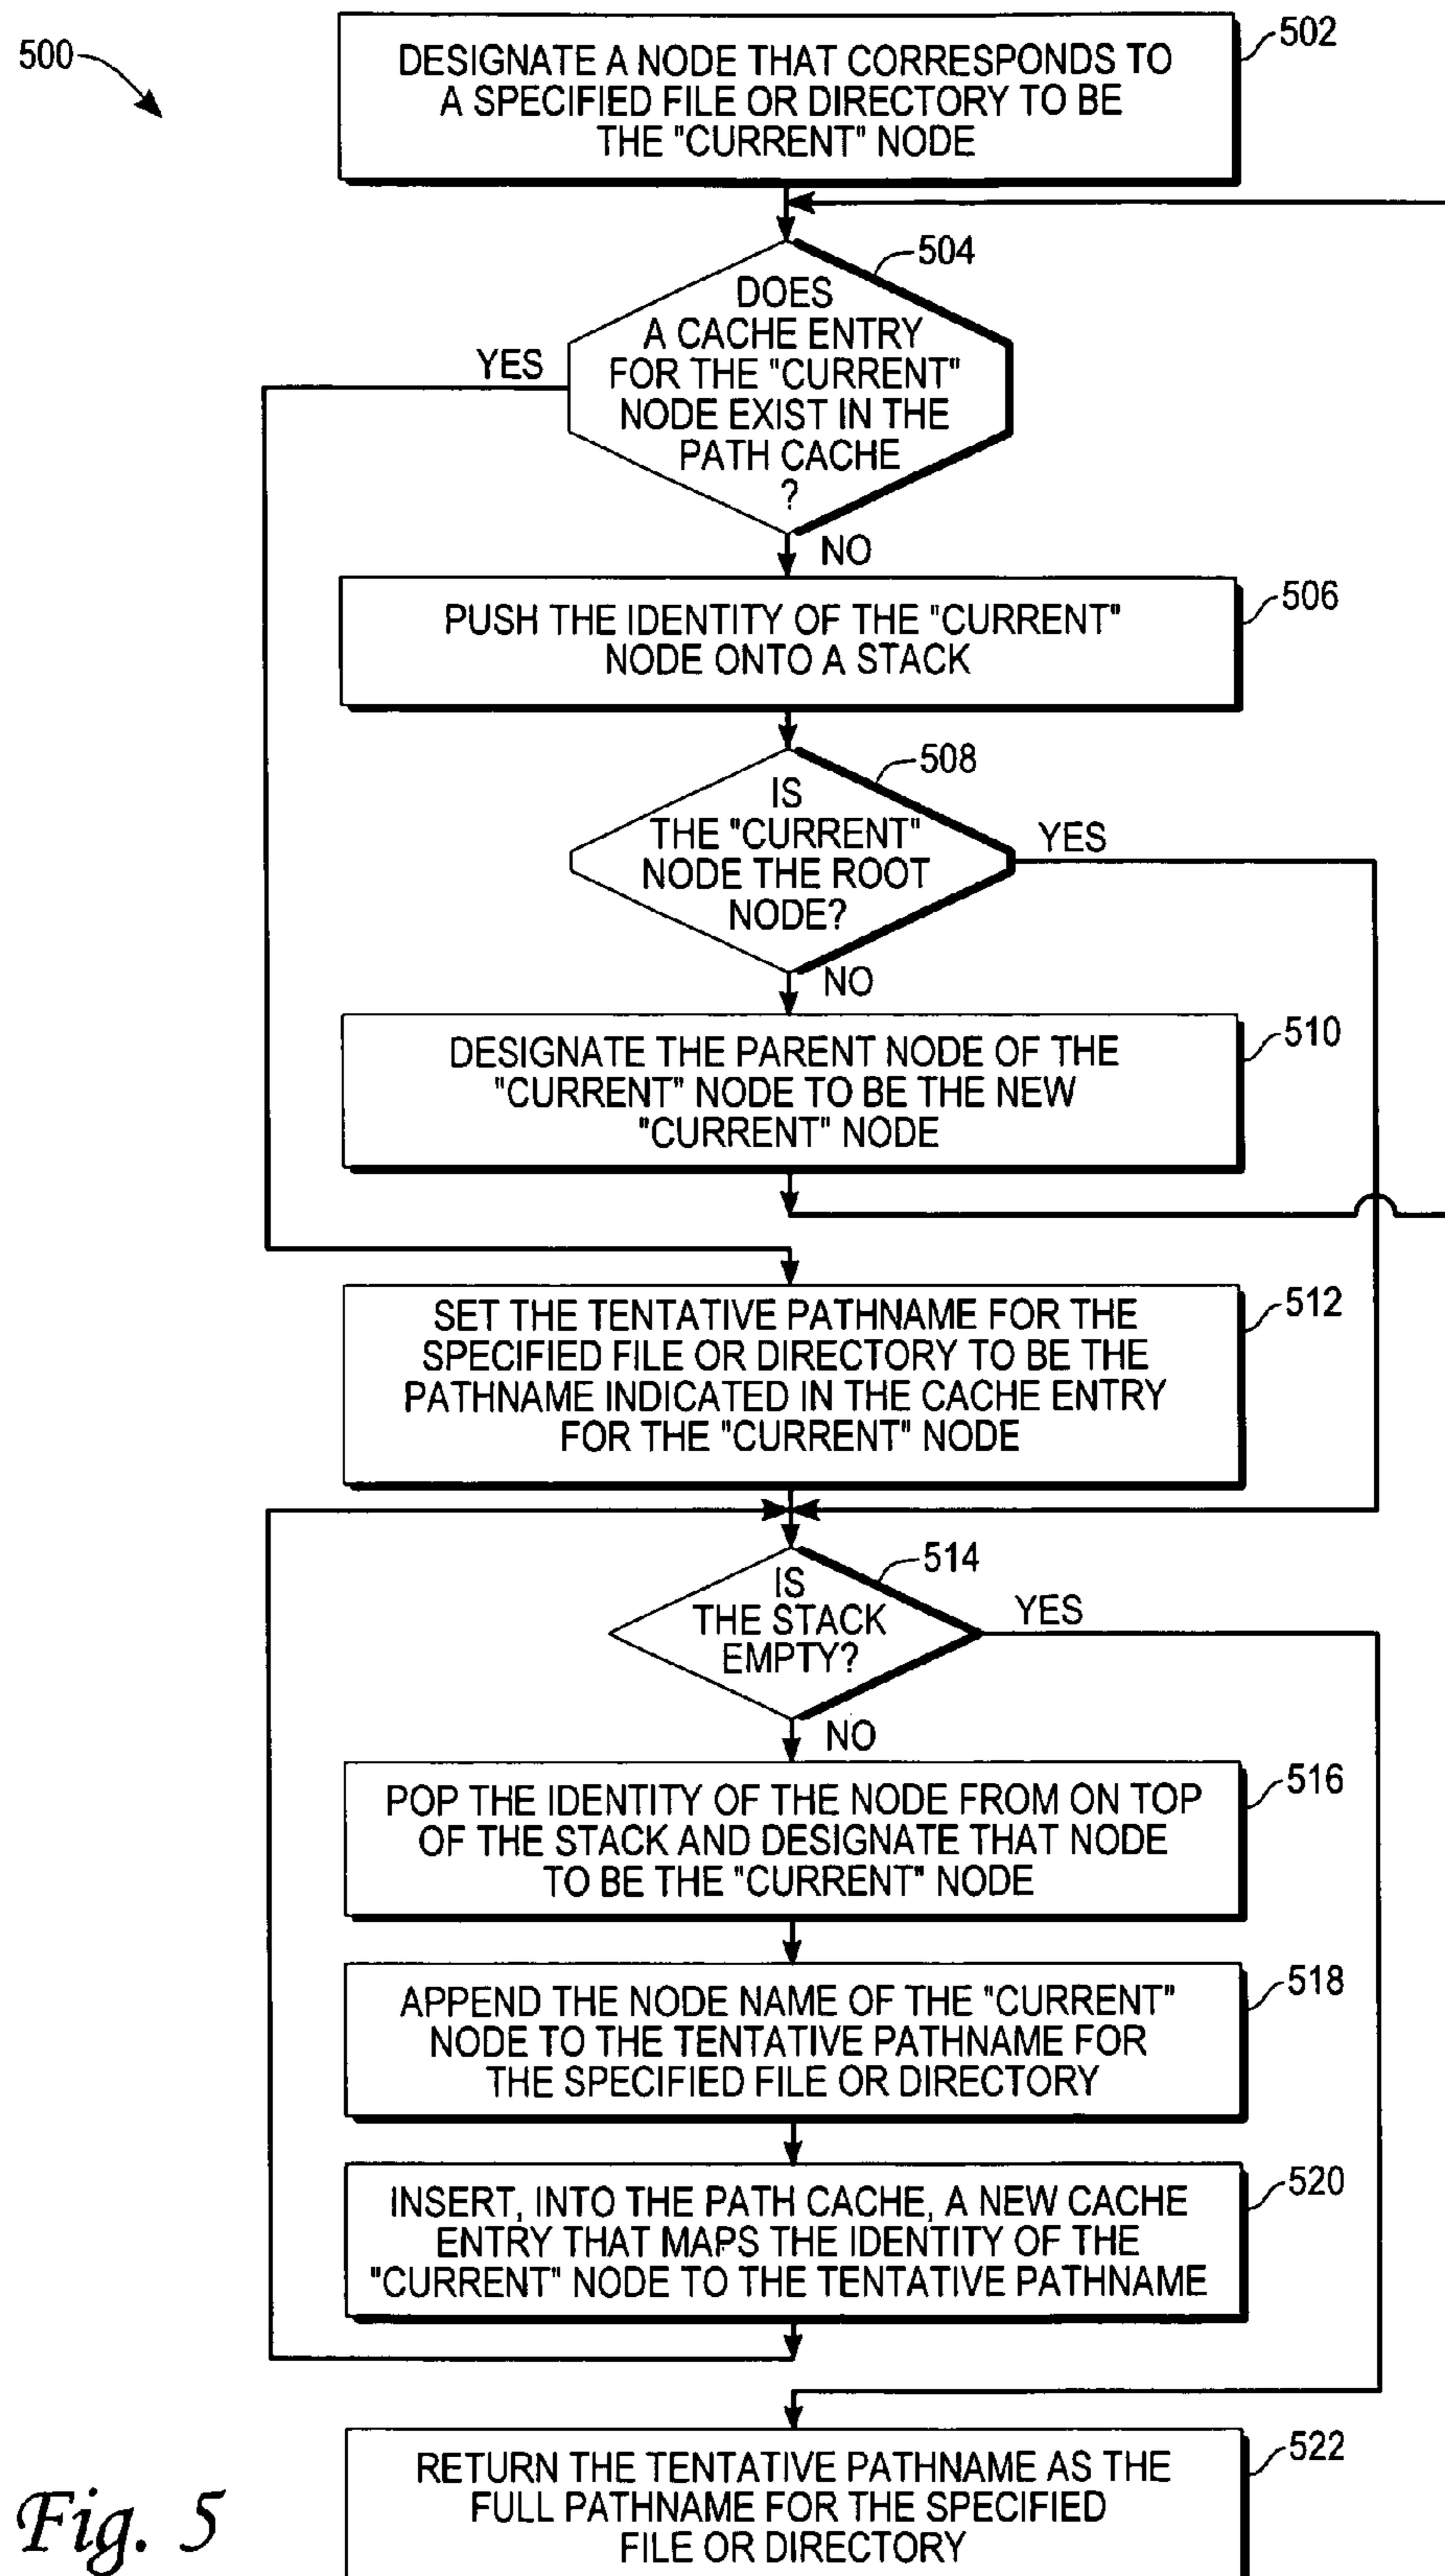 500
502
DESIGNATE A NODE THAT CORRESPONDS TO
A SPECIFIED FILE OR DIRECTORY TO BE
THE "CURRENT" NODE
504
DOES
A CACHE ENTRY
FOR THE "CURRENT"
NODE EXIST IN THE
PATH CACHE
?
YES
NO
506
PUSH THE IDENTITY OF THE "CURRENT"
NODE ONTO A STACK
508
IS
THE "CURRENT"
NODE THE ROOT
NODE?
YES
NO
510
DESIGNATE THE PARENT NODE OF THE
"CURRENT" NODE TO BE THE NEW
"CURRENT" NODE
512
SET THE TENTATIVE PATHNAME FOR THE
SPECIFIED FILE OR DIRECTORY TO BE THE
PATHNAME INDICATED IN THE CACHE ENTRY
FOR THE "CURRENT" NODE
514
IS
THE STACK
EMPTY?
YES
NO
516
POP THE IDENTITY OF THE NODE FROM ON TOP
OF THE STACK AND DESIGNATE THAT NODE
TO BE THE "CURRENT" NODE
518
APPEND THE NODE NAME OF THE "CURRENT"
NODE TO THE TENTATIVE PATHNAME FOR
THE SPECIFIED FILE OR DIRECTORY
520
INSERT, INTO THE PATH CACHE, A NEW CACHE
ENTRY THAT MAPS THE IDENTITY OF THE
"CURRENT" NODE TO THE TENTATIVE PATHNAME
522
RETURN THE TENTATIVE PATHNAME AS THE
FULL PATHNAME FOR THE SPECIFIED
FILE OR DIRECTORY
Fig. 5